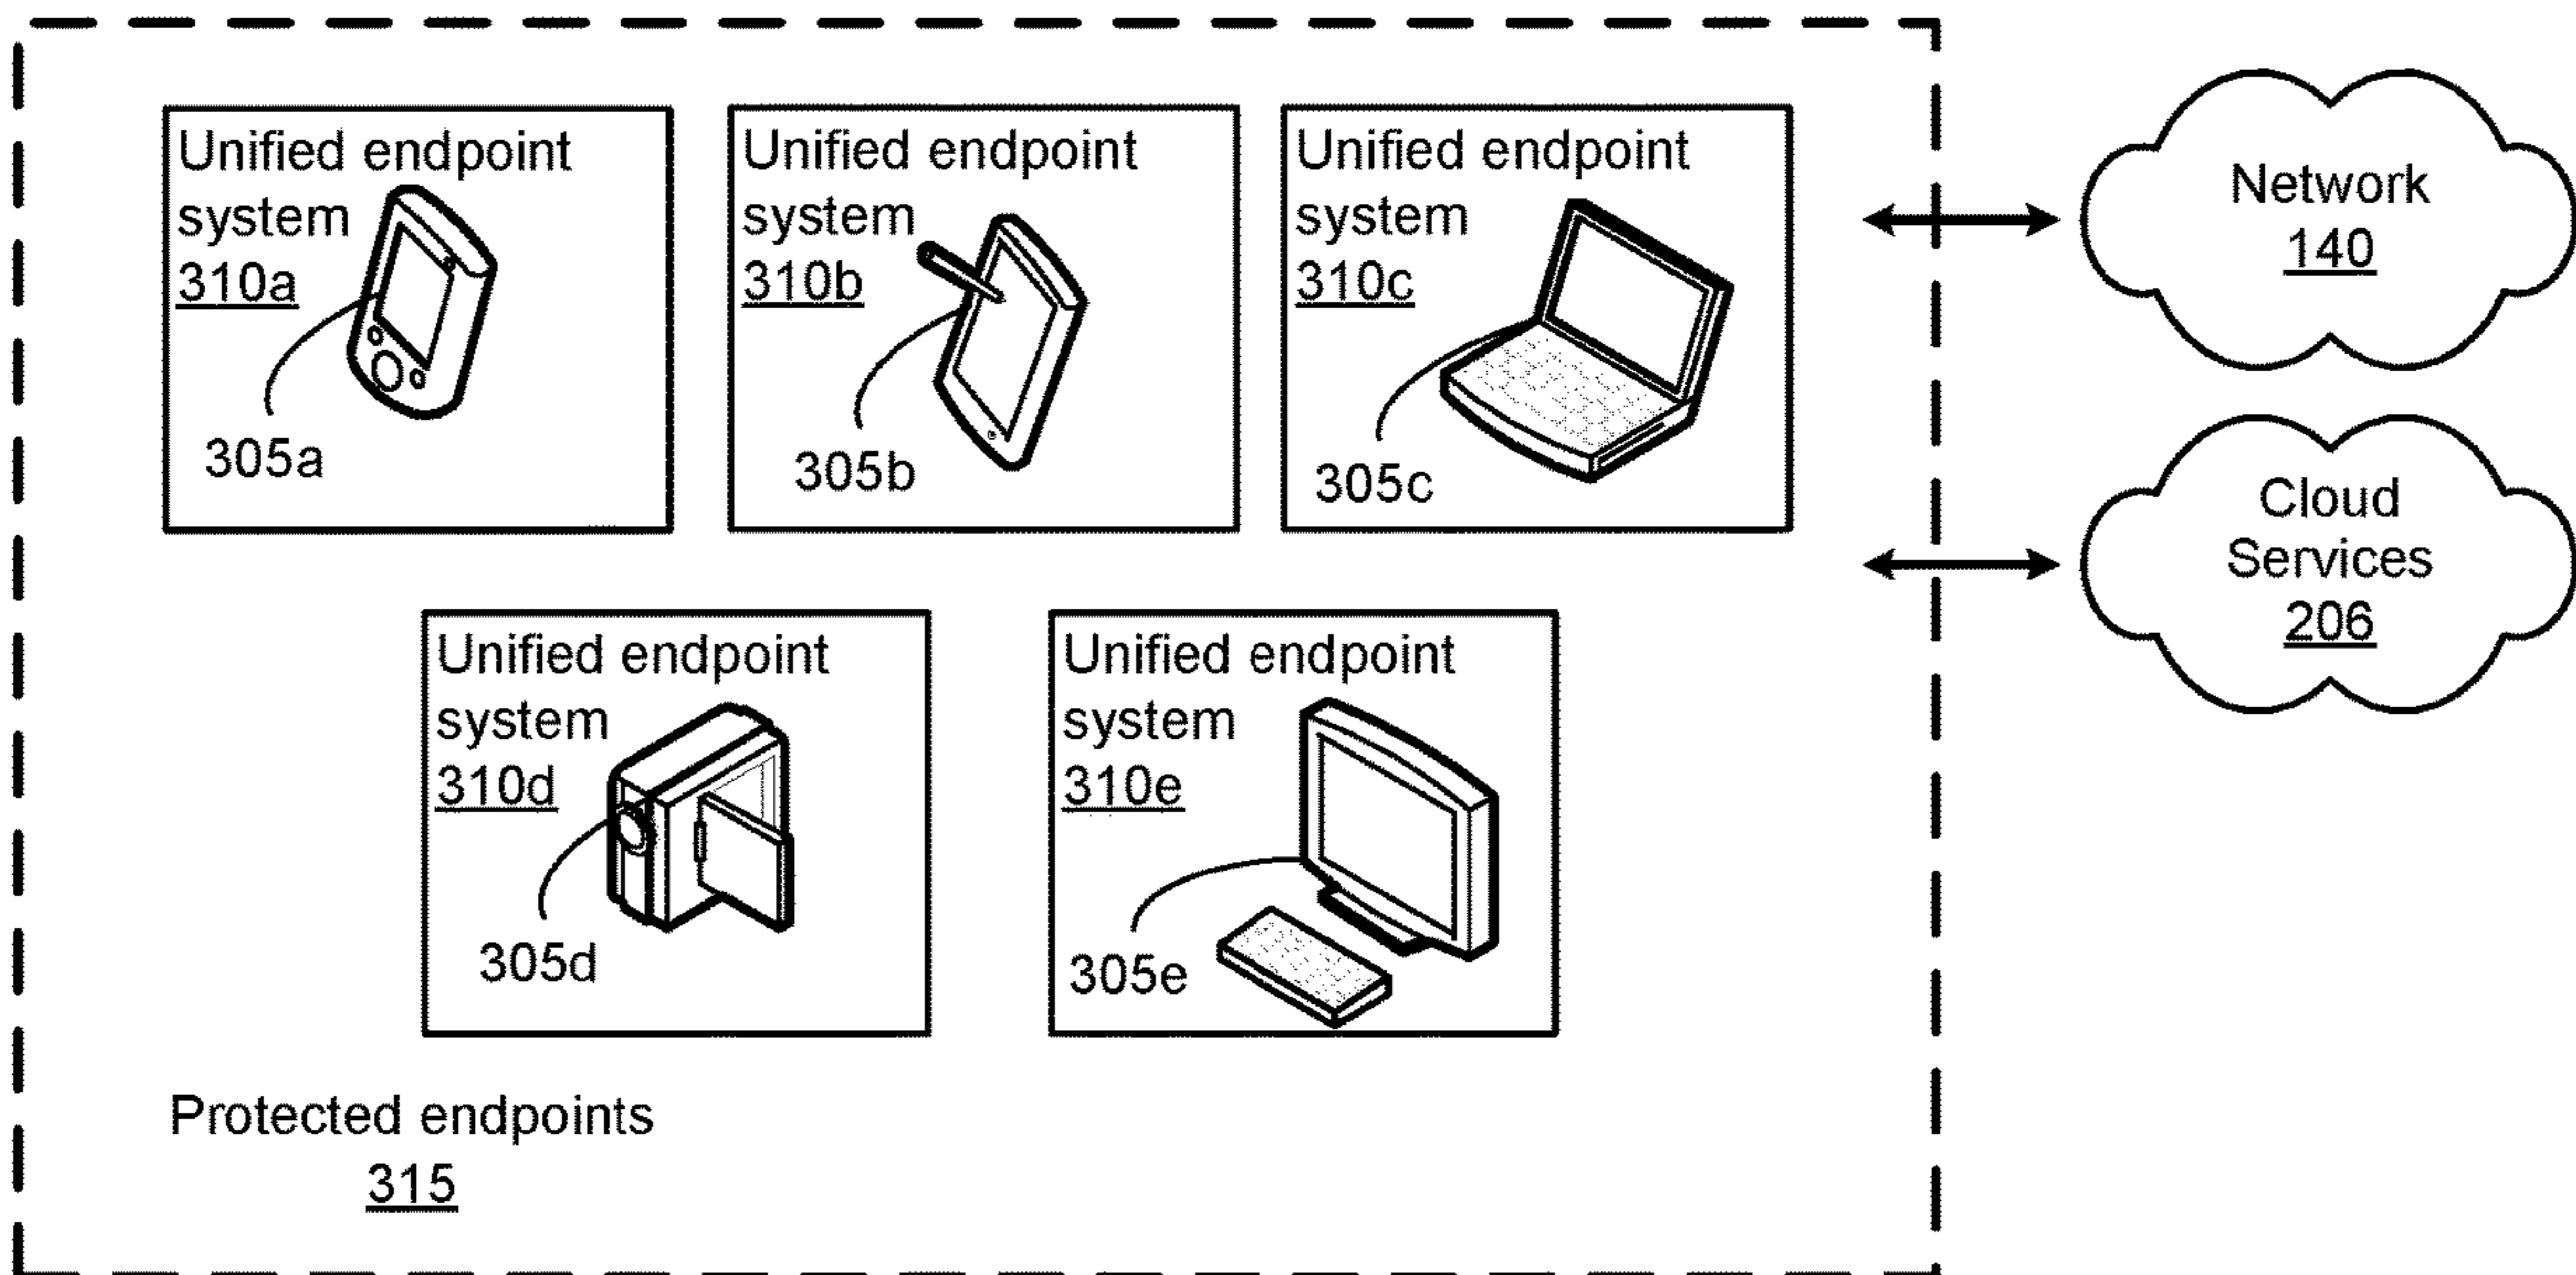 Unified endpoint
system
310a
305a
Unified endpoint
system
310b
305b
Unified endpoint
system
310c
305c
Unified endpoint
system
310d
305d
Unified endpoint
system
310e
305e
Protected endpoints
315
Network
140
Cloud
Services
206